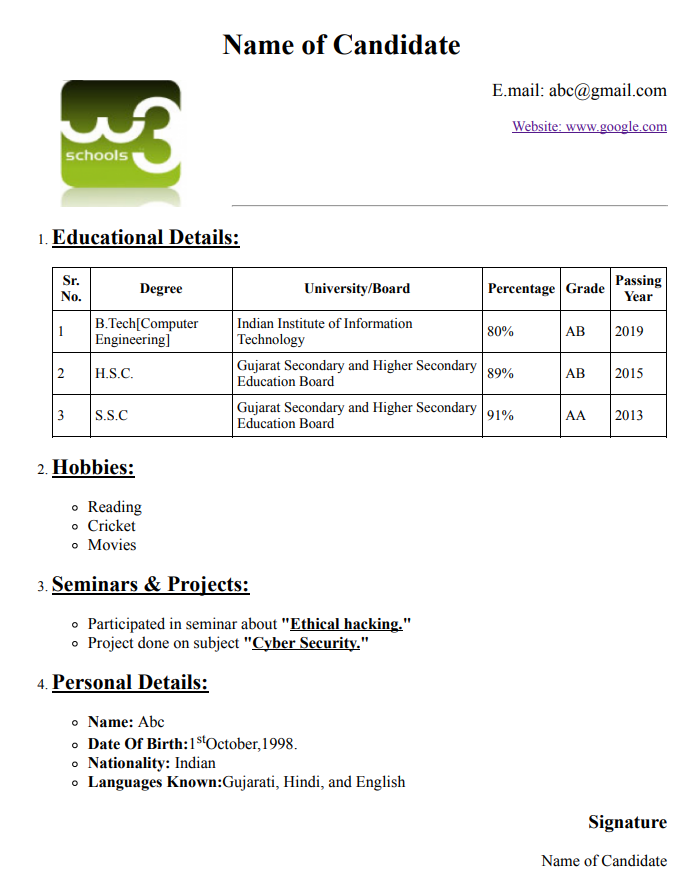 Name of Candidate
E.mail: abc@gmail.com
w3
schools
Website: www.google.com
1. Educational Details:
Sr. No. Degree University/Board Percentage Grade Passing Year
1 B.Tech[Computer Engineering] Indian Institute of Information Technology 80% AB 2019
2 H.S.C. Gujarat Secondary and Higher Secondary Education Board 89% AB 2015
3 S.S.C Gujarat Secondary and Higher Secondary Education Board 91% AA 2013
2. Hobbies:
Reading
Cricket
Movies
3. Seminars & Projects:
Participated in seminar about "Ethical hacking."
Project done on subject "Cyber Security."
4. Personal Details:
Name: Abc
Date Of Birth:1stOctober,1998.
Nationality: Indian
Languages Known:Gujarati, Hindi, and English
Signature
Name of Candidate